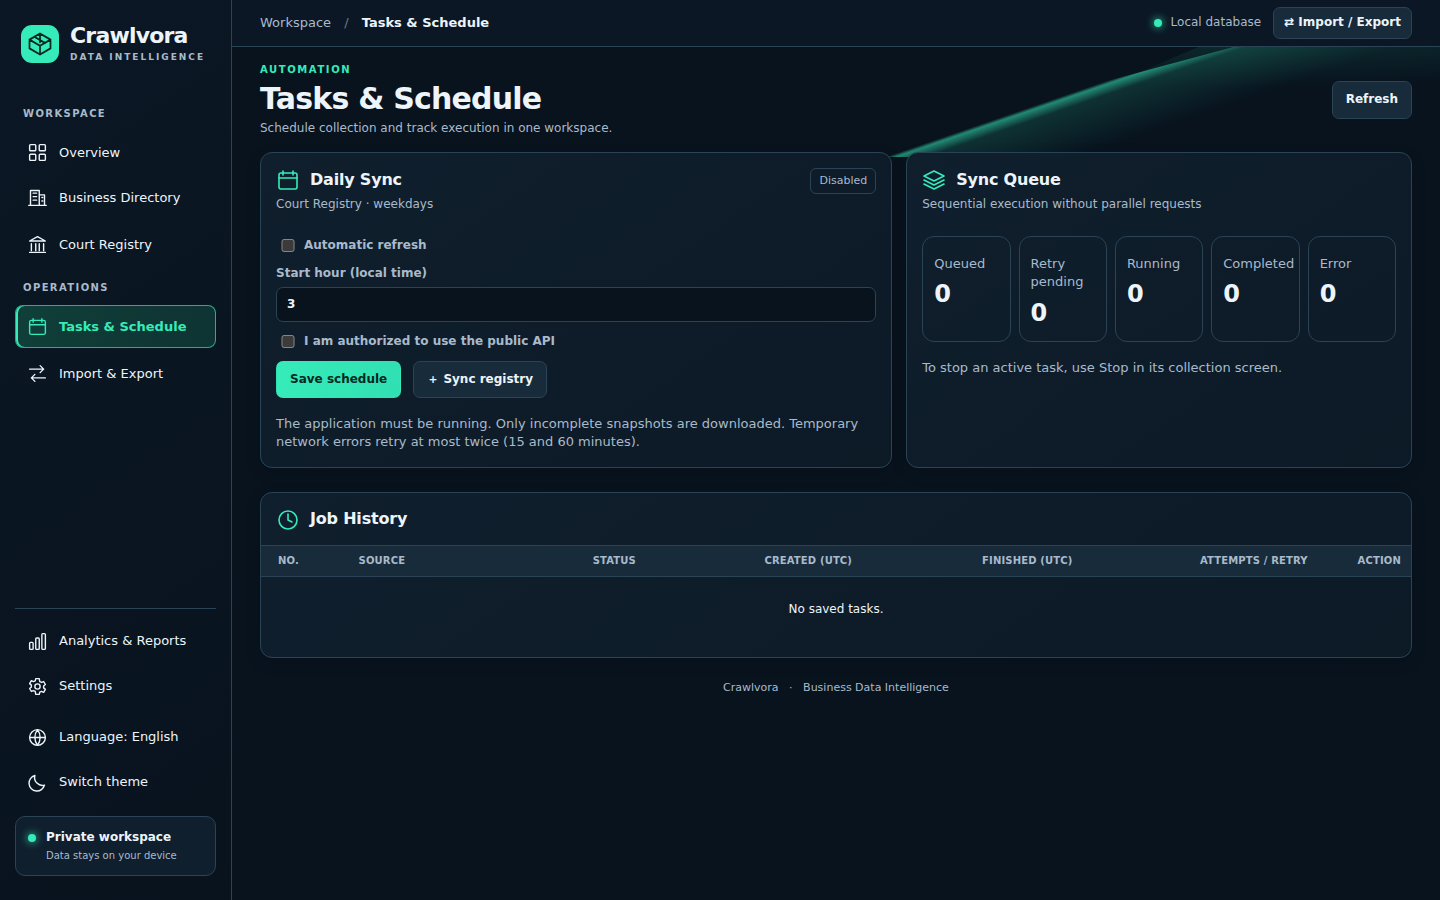 Crawlvora
DATA INTELLIGENCE
WORKSPACE
Overview
Business Directory
Court Registry
OPERATIONS
Tasks & Schedule
Import & Export
Analytics & Reports
Settings
Language: English
Switch theme
Private workspace
Data stays on your device
Workspace / Tasks & Schedule
Local database
⇄ Import / Export
AUTOMATION
Tasks & Schedule
Schedule collection and track execution in one workspace.
Refresh
Daily Sync
Disabled
Court Registry · weekdays
Automatic refresh
Start hour (local time)
3
I am authorized to use the public API
Save schedule
+ Sync registry
The application must be running. Only incomplete snapshots are downloaded. Temporary
network errors retry at most twice (15 and 60 minutes).
Sync Queue
Sequential execution without parallel requests
Queued
0
Retry
pending
0
Running
0
Completed
0
Error
0
To stop an active task, use Stop in its collection screen.
Job History
NO. SOURCE STATUS CREATED (UTC) FINISHED (UTC) ATTEMPTS / RETRY ACTION
No saved tasks.
Crawlvora · Business Data Intelligence